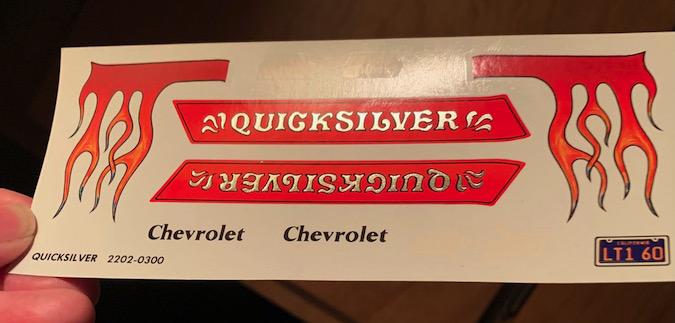 QUICKSILVER
QUICKSILVER
Chevrolet Chevrolet
QUICKSILVER 2202-0300
CALIFORNIA
LT1 60